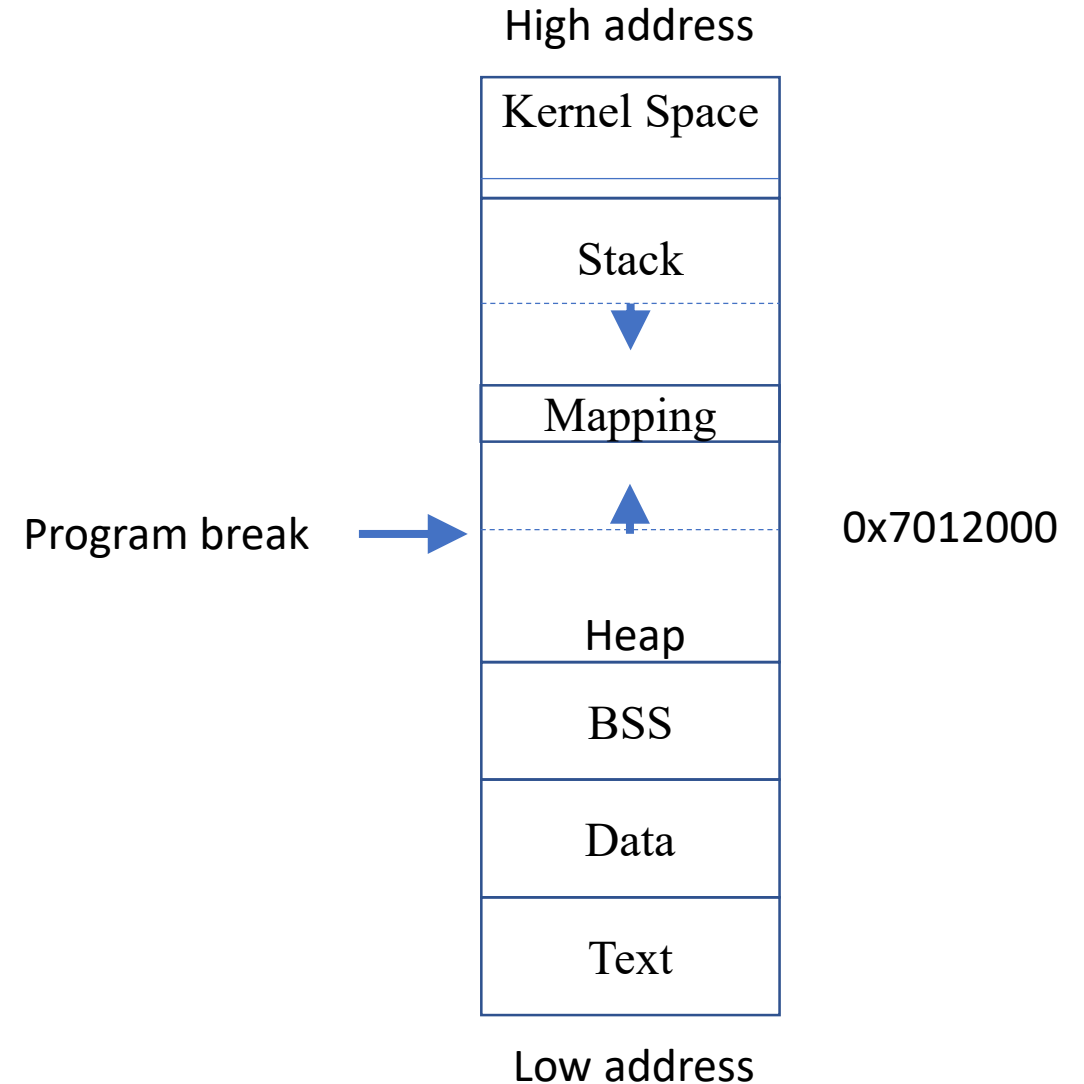 High address
Kernel Space
Stack
Mapping
Program break
0x7012000
Heap
BSS
Data
Text
Low address